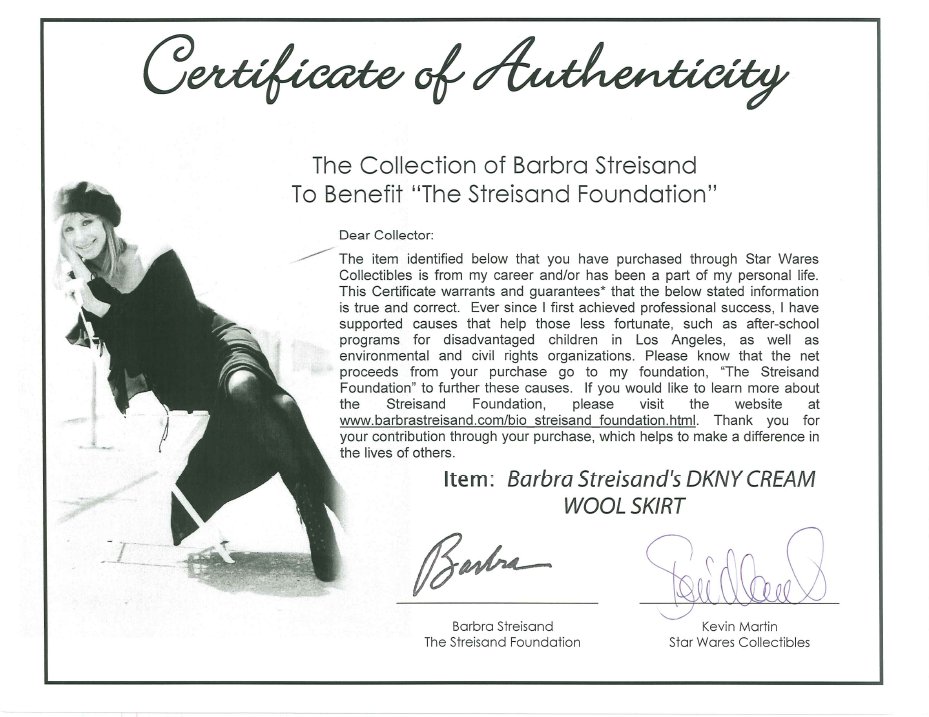 Certificate of Authenticity
The Collection of Barbra Streisand
To Benefit “The Streisand Foundation”
Dear Collector:
The item identified below that you have purchased through Star Wares
Collectibles is from my career and/or has been a part of my personal life.
This Certificate warrants and guarantees* that the below stated information
is true and correct. Ever since I first achieved professional success, I have
supported causes that help those less fortunate, such as after-school
programs for disadvantaged children in Los Angeles, as well as
environmental and civil rights organizations. Please know that the net
proceeds from your purchase go to my foundation, “The Streisand
Foundation” to further these causes. If you would like to learn more about
the Streisand Foundation, please visit the website at
www.barbrastreisand.com/bio_streisand_foundation.html. Thank you for
your contribution through your purchase, which helps to make a difference in
the lives of others.
Item: Barbra Streisand's DKNY CREAM
WOOL SKIRT
Barbra
Barbra Streisand
The Streisand Foundation
Kevin Martin
Star Wares Collectibles